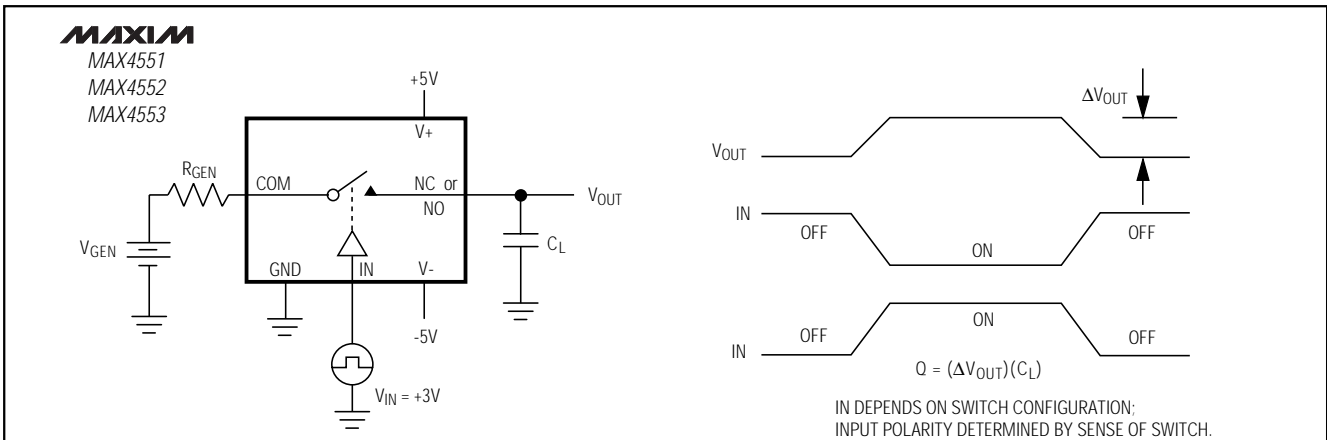 MAXIM
MAX4551
MAX4552
MAX4553
+5V
V+
RGEN
COM
NC or
NO
VOUT
VGEN
CL
GND
IN
V-
-5V
VIN = +3V
ΔVOUT
VOUT
IN
OFF
ON
OFF
IN
OFF
ON
OFF
Q = (ΔVOUT)(CL)
IN DEPENDS ON SWITCH CONFIGURATION;
INPUT POLARITY DETERMINED BY SENSE OF SWITCH.